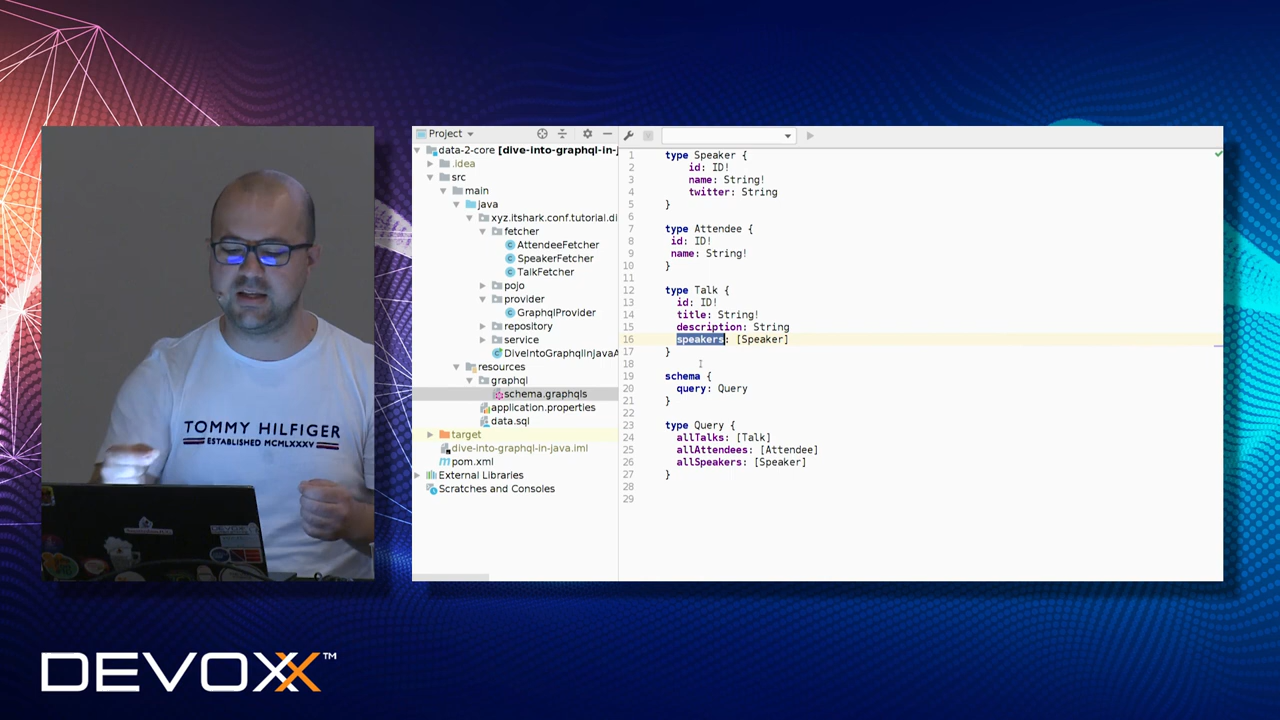 TOMMY HILFIGER
ESTABLISHED MCMLXXXV
DEVOXX
DEVOXX™
Project
data-2-core [dive-into-graphql-in-j
.idea
src
main
java
xyz.itshark.conf.tutorial.di
fetcher
AttendeeFetcher
SpeakerFetcher
TalkFetcher
pojo
provider
GraphqlProvider
repository
service
DiveIntoGraphqlInJavaA
resources
graphql
schema.graphqls
application.properties
data.sql
target
dive-into-graphql-in-java.iml
pom.xml
External Libraries
Scratches and Consoles
1 type Speaker {
2 id: ID!
3 name: String!
4 twitter: String
5 }
6
7 type Attendee {
8 id: ID!
9 name: String!
10 }
11
12 type Talk {
13 id: ID!
14 title: String!
15 description: String
16 speakers: [Speaker]
17 }
18
19 schema {
20 query: Query
21 }
22
23 type Query {
24 allTalks: [Talk]
25 allAttendees: [Attendee]
26 allSpeakers: [Speaker]
27 }
28
29